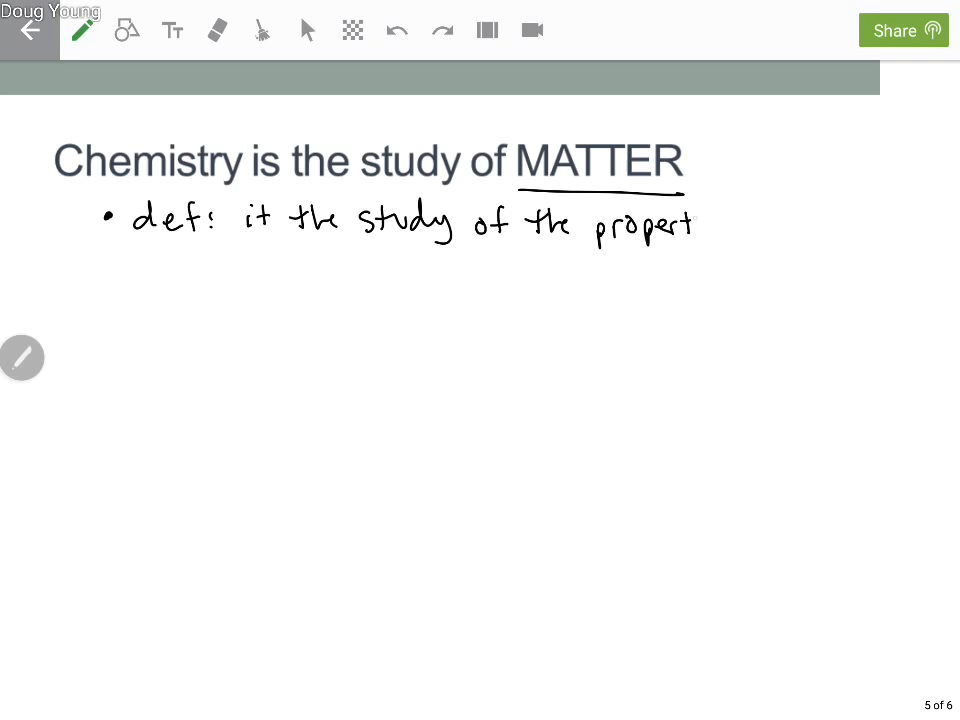 Doug Young
Share
Chemistry is the study of MATTER
• def: it the study of the propert
5 of 6